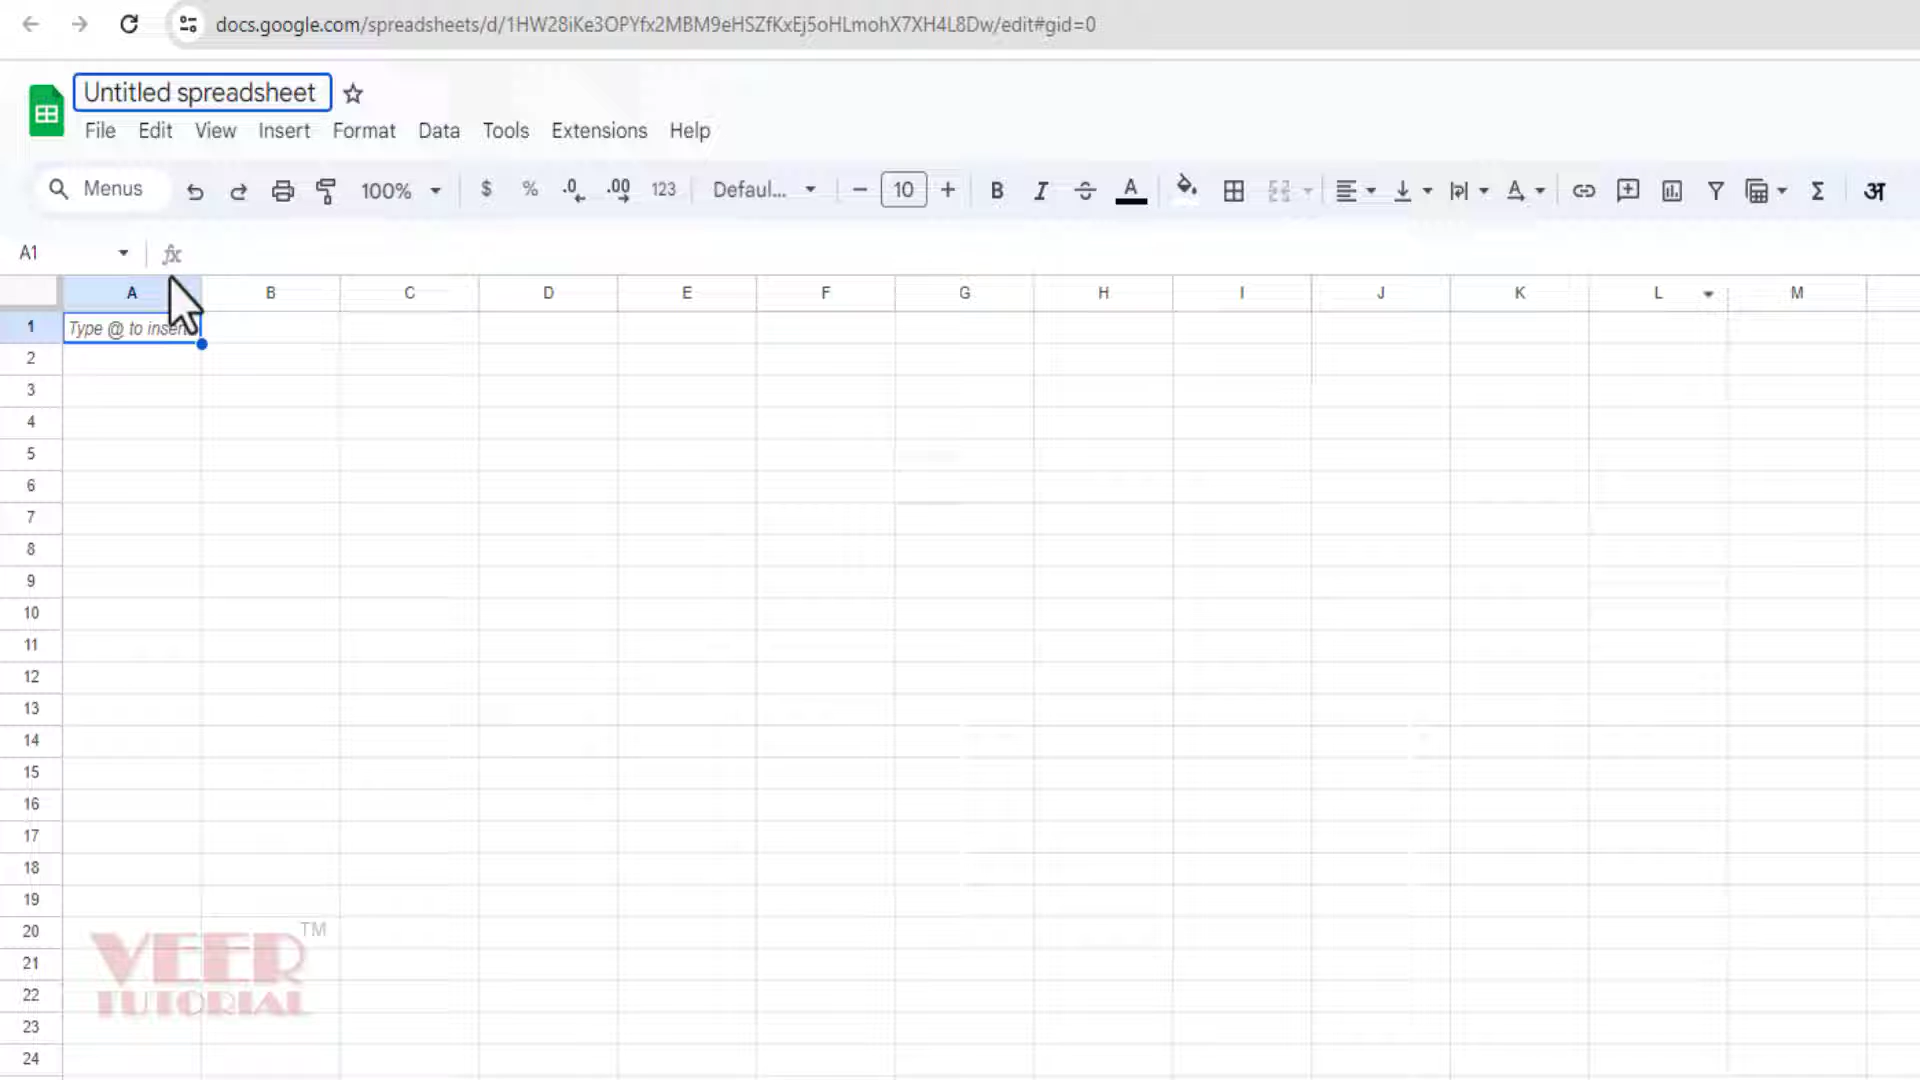 docs.google.com/spreadsheets/d/1HW28iKe3OPYfx2MBM9eHSZfKxEj5oHLmohX7XH4L8Dw/edit#gid=0
Untitled spreadsheet
File Edit View Insert Format Data Tools Extensions Help
Menus 100% $ % .0 .00 123 Defaul... 10 B I S A A Σ अ
A1 fx
A B C D E F G H I J K L M
1 Type @ to insert
2
3
4
5
6
7
8
9
10
11
12
13
14
15
16
17
18
19
20
21
22
23
24
VEER TM
TUTORIAL